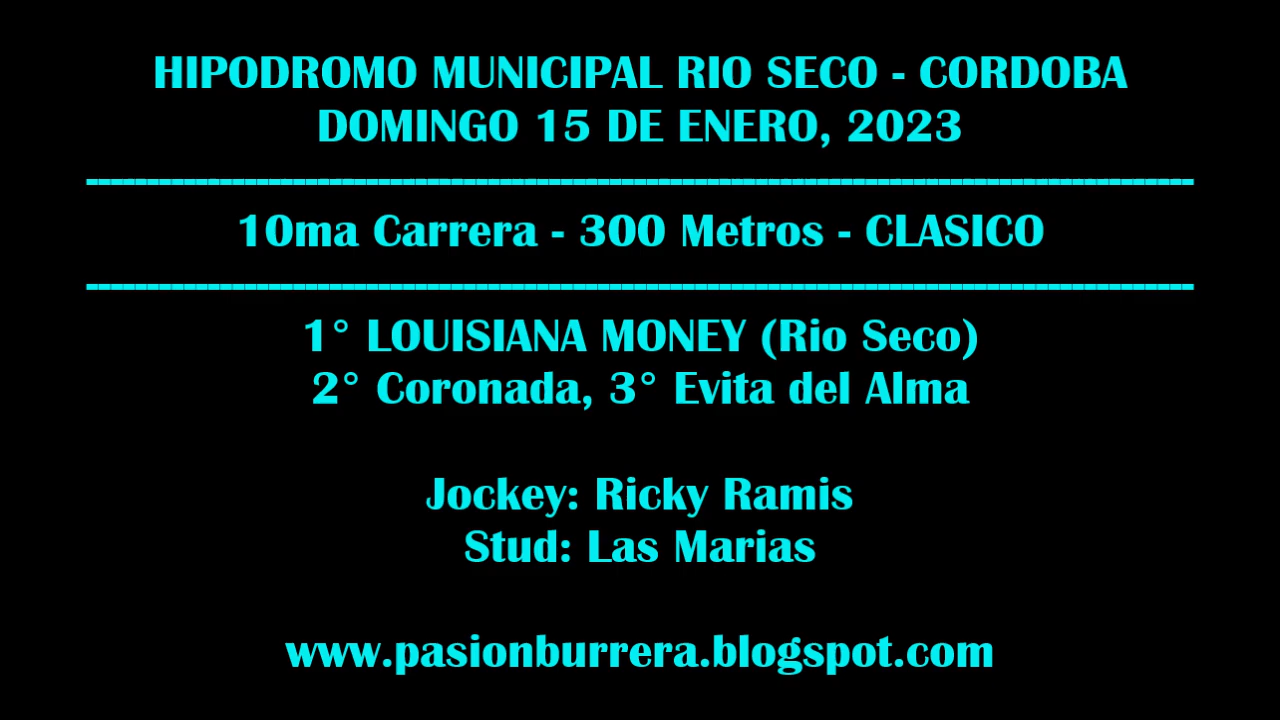 HIPODROMO MUNICIPAL RIO SECO - CORDOBA
DOMINGO 15 DE ENERO, 2023
10ma Carrera - 300 Metros - CLASICO
1° LOUISIANA MONEY (Rio Seco)
2° Coronada, 3° Evita del Alma
Jockey: Ricky Ramis
Stud: Las Marias
www.pasionburrera.blogspot.com